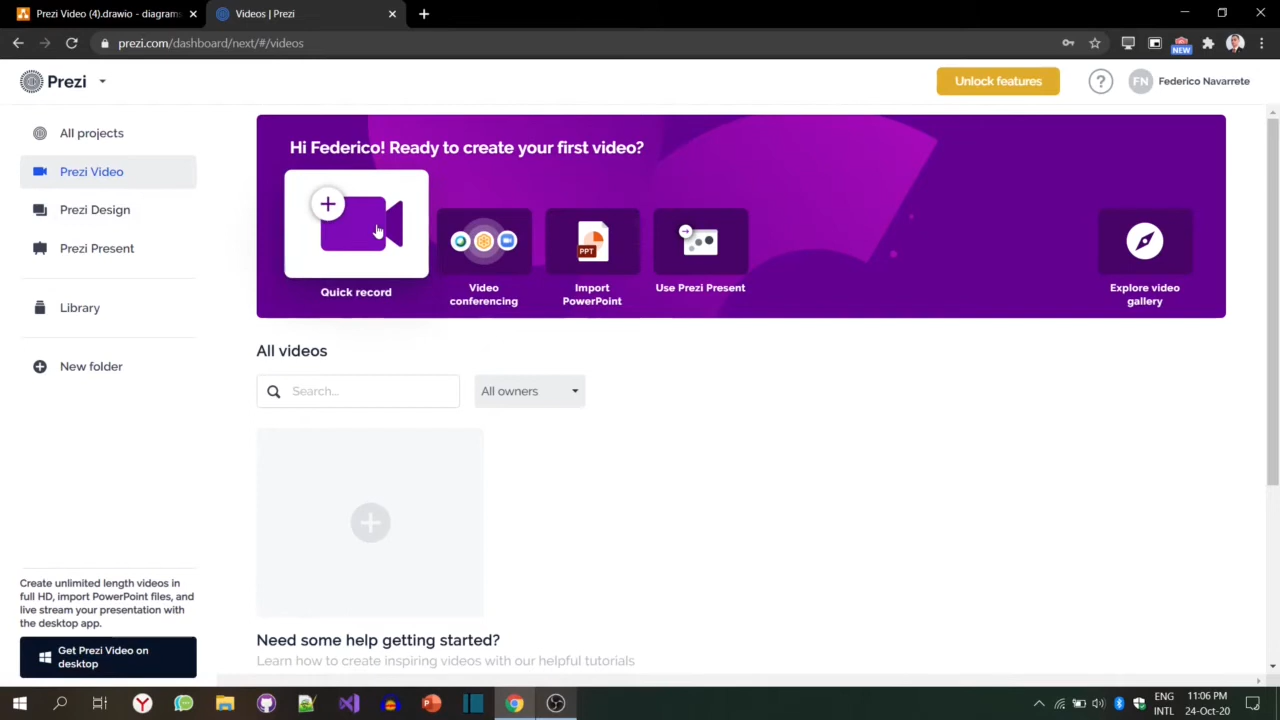 Prezi Video (4).drawio - diagrams
Videos | Prezi
prezi.com/dashboard/next/#/videos
NEW
Prezi
Unlock features
?
FN
Federico Navarrete
All projects
Prezi Video
Prezi Design
Prezi Present
Library
New folder
Hi Federico! Ready to create your first video?
Quick record
Video
conferencing
PPT
Import
PowerPoint
Use Prezi Present
Explore video
gallery
All videos
Search...
All owners
Need some help getting started?
Learn how to create inspiring videos with our helpful tutorials
Create unlimited length videos in
full HD, import PowerPoint files, and
live stream your presentation with
the desktop app.
Get Prezi Video on
desktop
ENG
INTL
11:06 PM
24-Oct-20